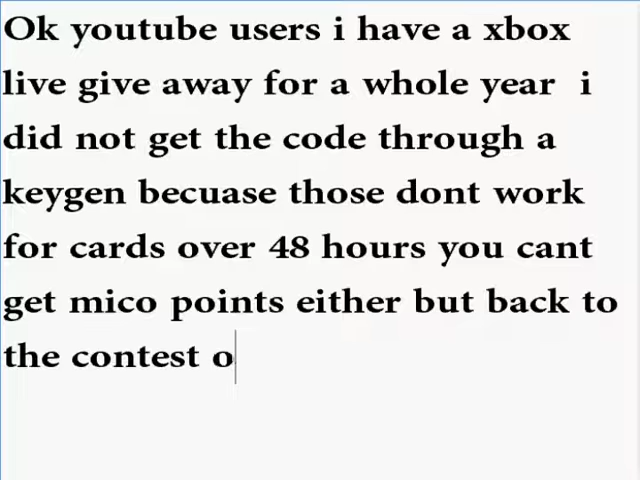 Ok youtube users i have a xbox
live give away for a whole year  i
did not get the code through a
keygen becuase those dont work
for cards over 48 hours you cant
get mico points either but back to
the contest o